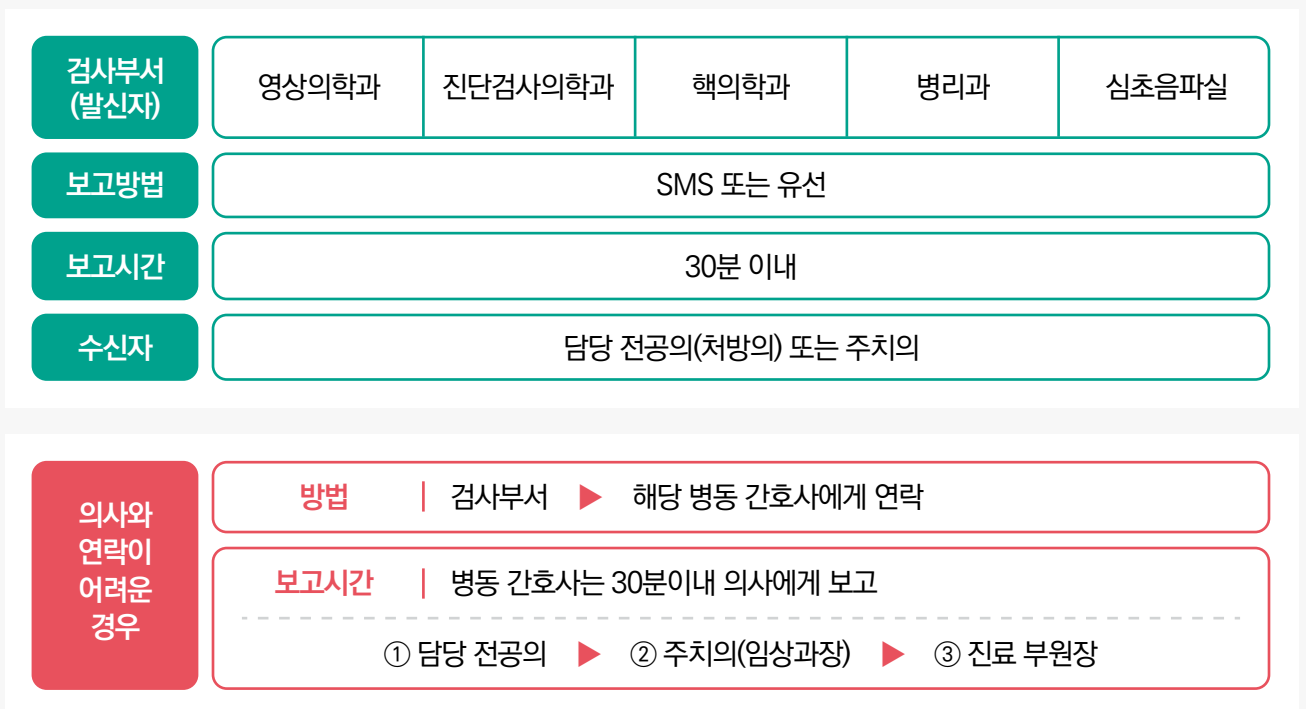 검사부서
(발신자)
영상의학과 진단검사의학과 핵의학과 병리과 심초음파실
보고방법 SMS 또는 유선
보고시간 30분 이내
수신자 담당 전공의(처방의) 또는 주치의
의사와
연락이
어려운
경우
방법 검사부서 ▶ 해당 병동 간호사에게 연락
보고시간 병동 간호사는 30분이내 의사에게 보고
① 담당 전공의 ▶ ② 주치의(임상과장) ▶ ③ 진료 부원장